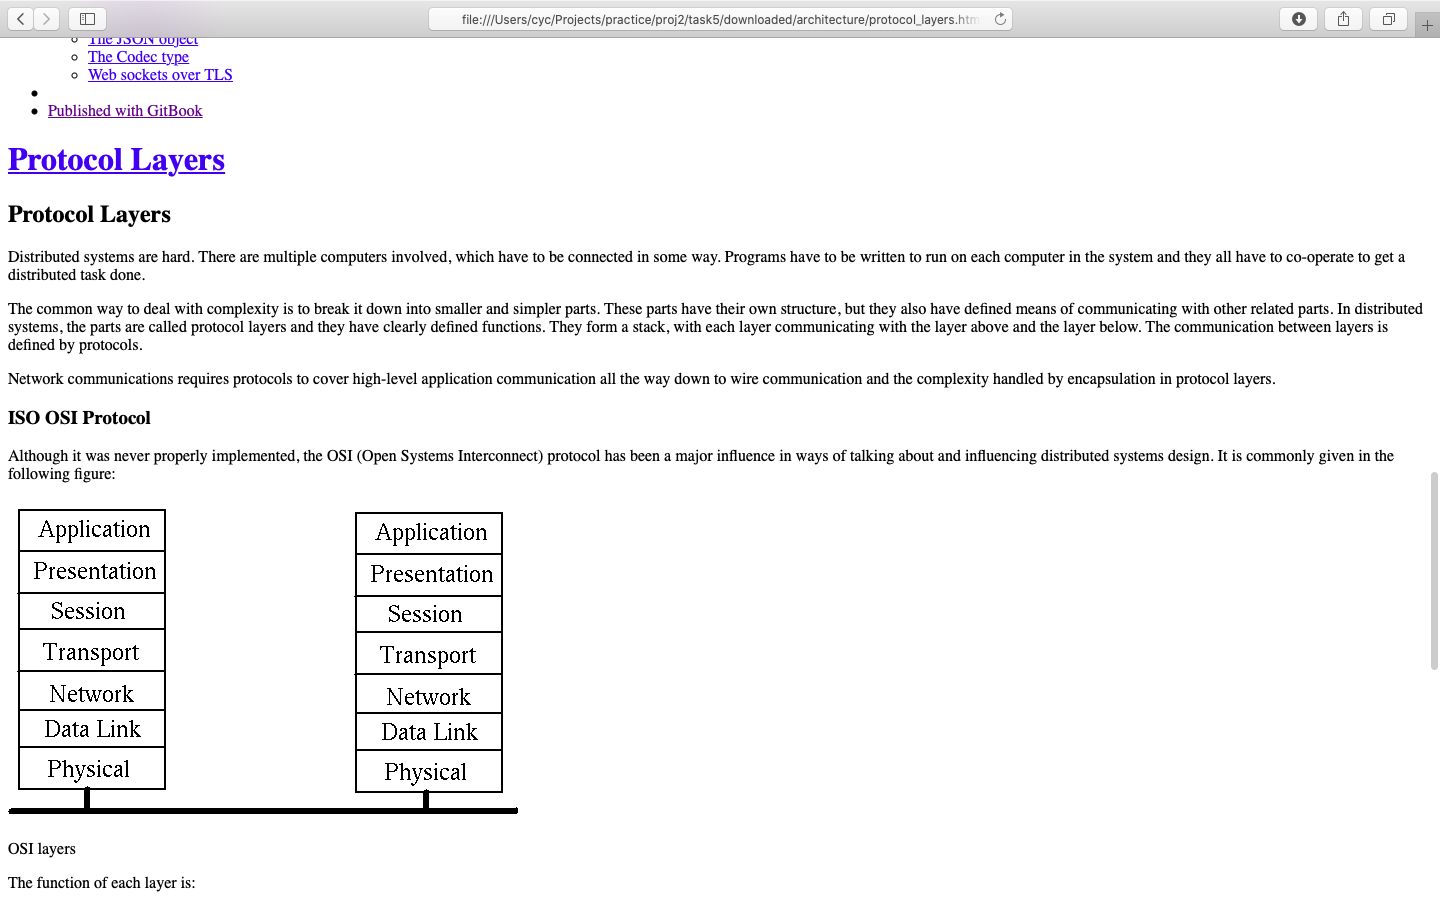 file:///Users/cyc/Projects/practice/proj2/task5/downloaded/architecture/protocol_layers.htm
The JSON object
The Codec type
Web sockets over TLS
Published with GitBook
Protocol Layers
Protocol Layers
Distributed systems are hard. There are multiple computers involved, which have to be connected in some way. Programs have to be written to run on each computer in the system and they all have to co-operate to get a
distributed task done.
The common way to deal with complexity is to break it down into smaller and simpler parts. These parts have their own structure, but they also have defined means of communicating with other related parts. In distributed
systems, the parts are called protocol layers and they have clearly defined functions. They form a stack, with each layer communicating with the layer above and the layer below. The communication between layers is
defined by protocols.
Network communications requires protocols to cover high-level application communication all the way down to wire communication and the complexity handled by encapsulation in protocol layers.
ISO OSI Protocol
Although it was never properly implemented, the OSI (Open Systems Interconnect) protocol has been a major influence in ways of talking about and influencing distributed systems design. It is commonly given in the
following figure:
Application
Presentation
Session
Transport
Network
Data Link
Physical
Application
Presentation
Session
Transport
Network
Data Link
Physical
OSI layers
The function of each layer is: